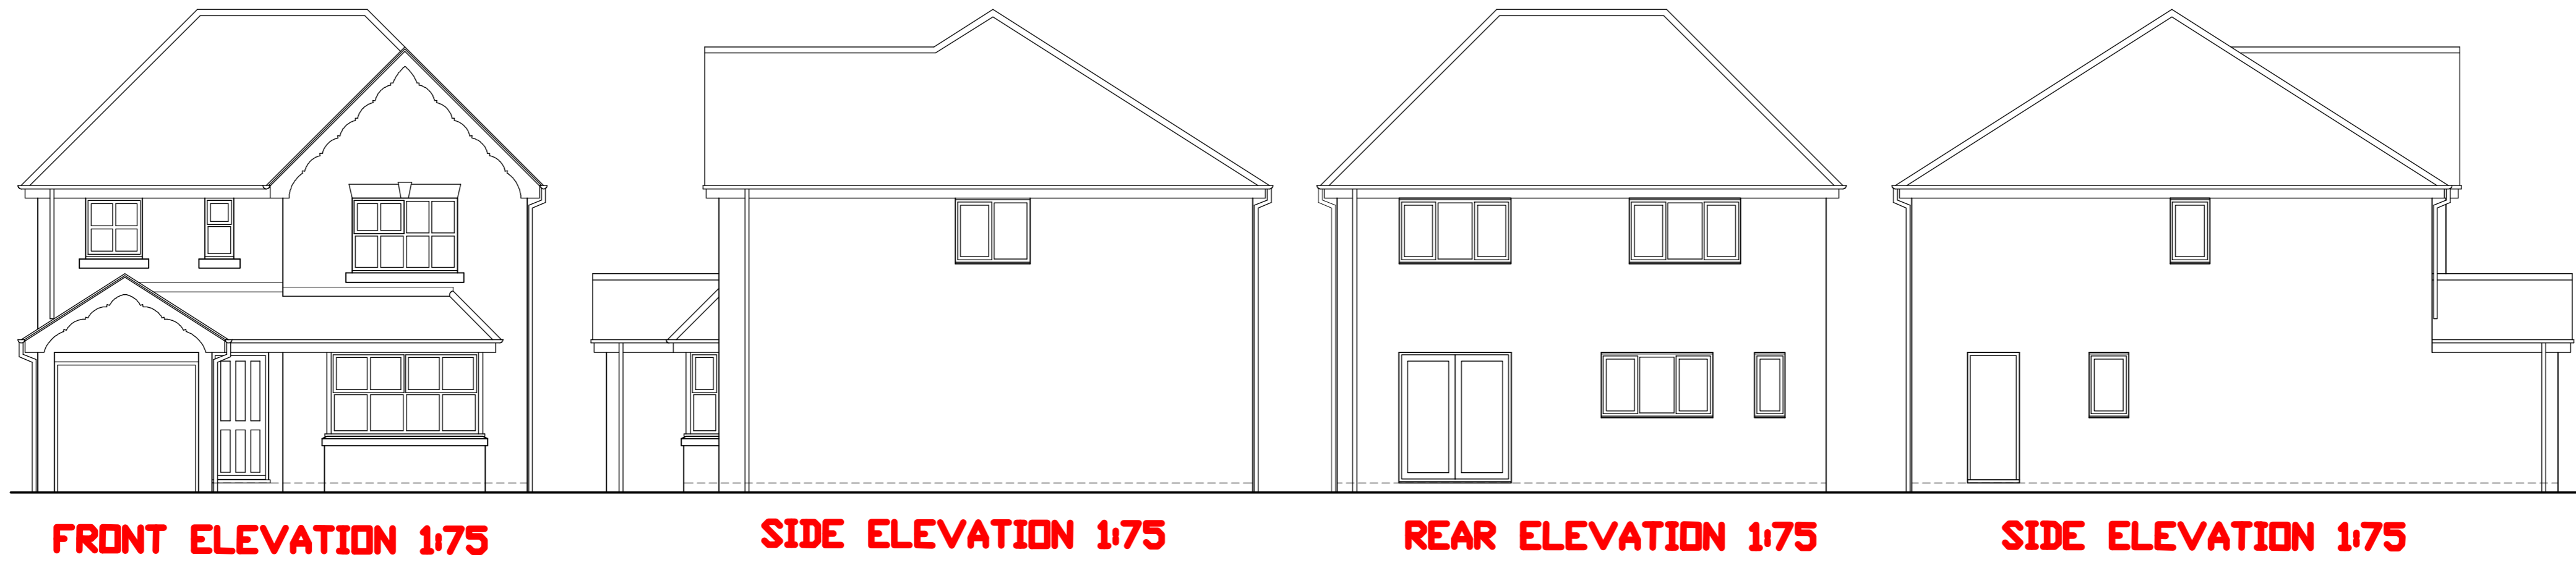 FRONT ELEVATION 1:75
SIDE ELEVATION 1:75
REAR ELEVATION 1:75
SIDE ELEVATION 1:75